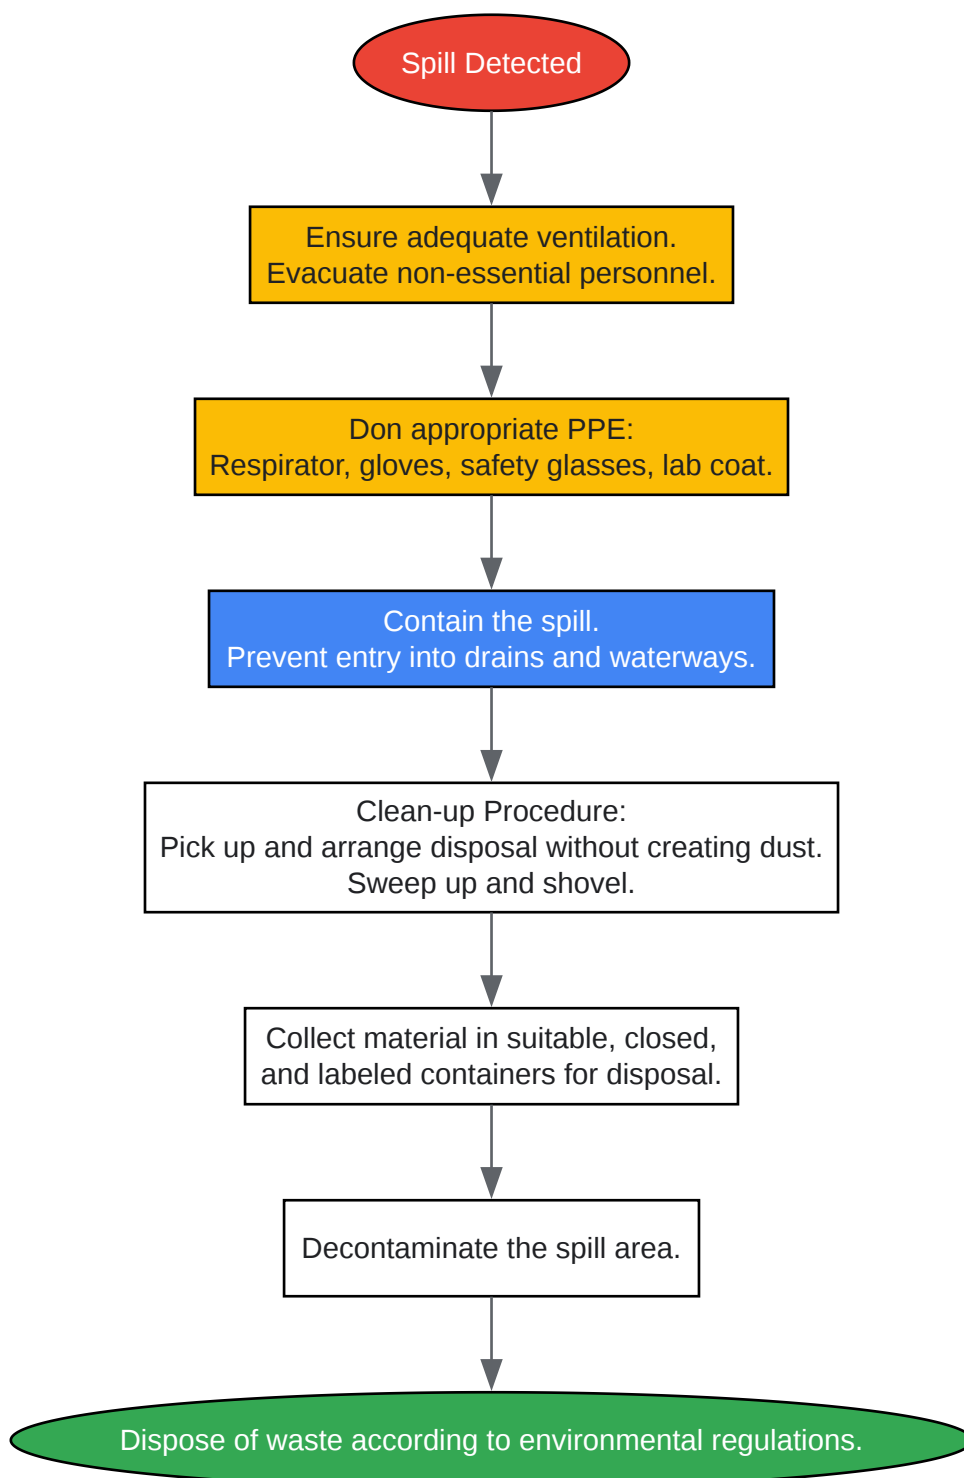 Spill Detected
Ensure adequate ventilation.
Evacuate non-essential personnel.
Don appropriate PPE:
Respirator, gloves, safety glasses, lab coat.
Contain the spill.
Prevent entry into drains and waterways.
Clean-up Procedure:
Pick up and arrange disposal without creating dust.
Sweep up and shovel.
Collect material in suitable, closed,
and labeled containers for disposal.
Decontaminate the spill area.
Dispose of waste according to environmental regulations.